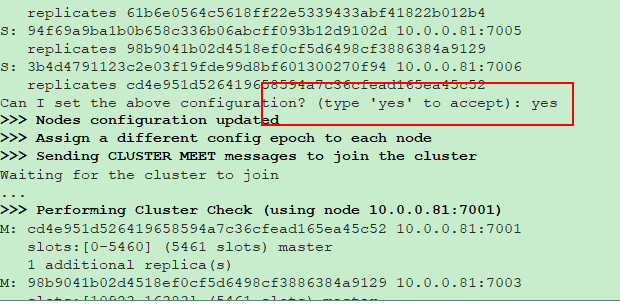 replicates 61b6e0564c5618ff22e5339433abf41822b012b4
S: 94f69a9ba1b0b658c336b06abcff093b12d9102d 10.0.0.81:7005
replicates 98b9041b02d4518ef0cf5d6498cf3886384a9129
S: 3b4d4791123c2e03f19fde99d8bf601300270f94 10.0.0.81:7006
replicates cd4e951d526419658594a7c36cfead165ea45c52
Can I set the above configuration? (type 'yes' to accept): yes
>>> Nodes configuration updated
>>> Assign a different config epoch to each node
>>> Sending CLUSTER MEET messages to join the cluster
Waiting for the cluster to join
...
>>> Performing Cluster Check (using node 10.0.0.81:7001)
M: cd4e951d526419658594a7c36cfead165ea45c52 10.0.0.81:7001
slots:[0-5460] (5461 slots) master
1 additional replica(s)
M: 98b9041b02d4518ef0cf5d6498cf3886384a9129 10.0.0.81:7003
slots:[10923-16383] (5461 slots) master